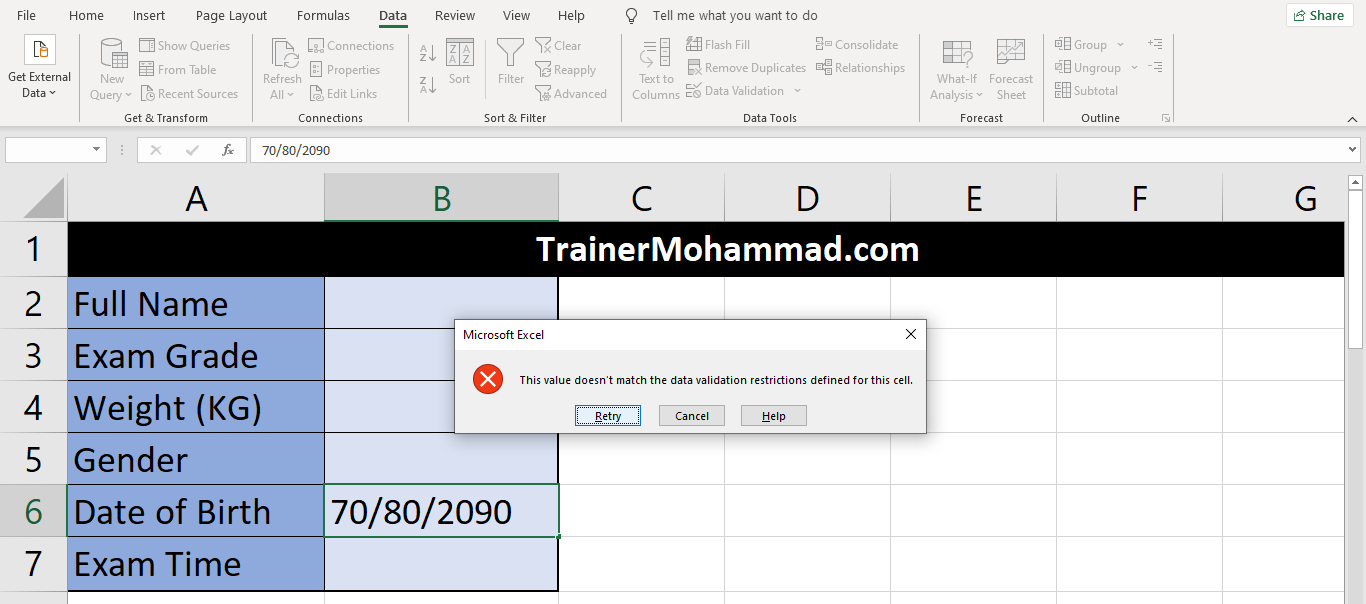 File Home Insert Page Layout Formulas Data Review View Help Tell me what you want to do Share
Get External Data
New Query
Show Queries
From Table
Recent Sources
Get & Transform
Refresh All
Connections
Properties
Edit Links
Connections
A Z
Z A
Z A A Z
Sort
Filter
Clear
Reapply
Advanced
Sort & Filter
Text to Columns
Flash Fill
Remove Duplicates
Data Validation
Consolidate
Relationships
Data Tools
What-If Analysis
Forecast Sheet
Forecast
Group
Ungroup
Subtotal
Outline
fx 70/80/2090
A B C D E F G
1 TrainerMohammad.com
2 Full Name
3 Exam Grade
4 Weight (KG)
5 Gender
6 Date of Birth 70/80/2090
7 Exam Time
Microsoft Excel
This value doesn't match the data validation restrictions defined for this cell.
Retry Cancel Help